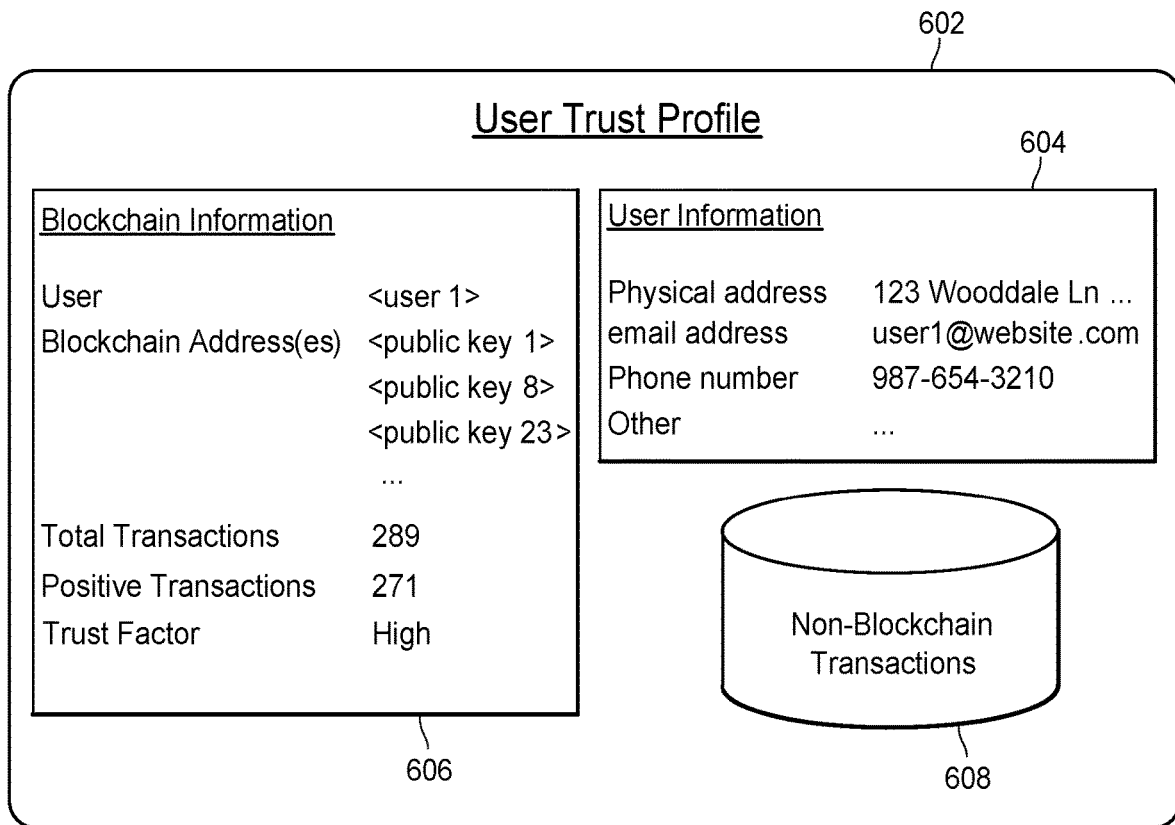 602
User Trust Profile
604
Blockchain Information
User <user 1>
Blockchain Address(es) <public key 1>
<public key 8>
<public key 23>
...
Total Transactions 289
Positive Transactions 271
Trust Factor High
606
User Information
Physical address 123 Wooddale Ln ...
email address user1@website.com
Phone number 987-654-3210
Other ...
Non-Blockchain
Transactions
608